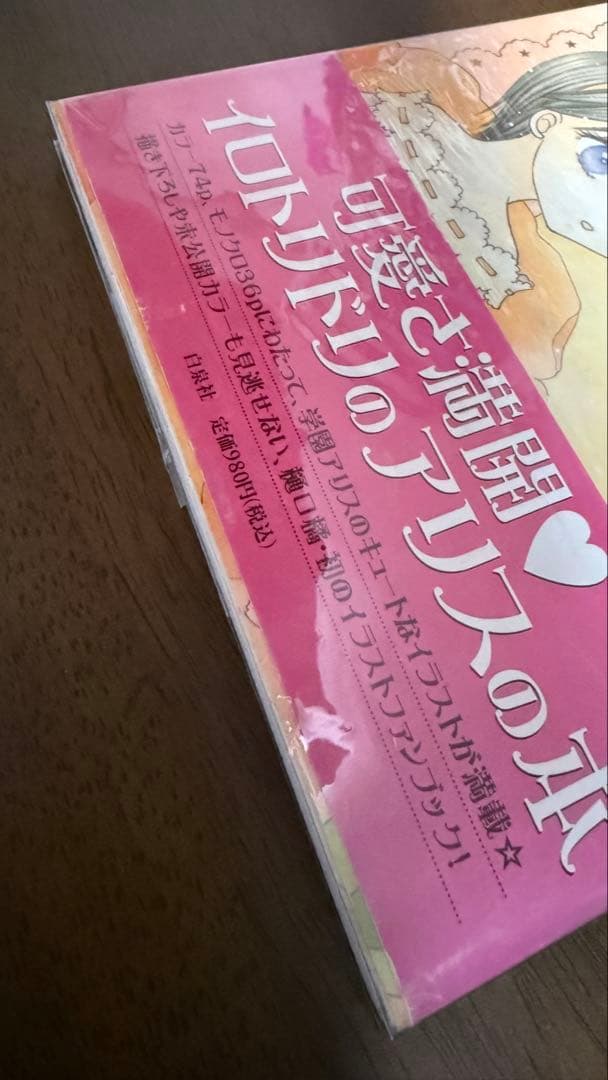 可愛さ満開♥
イロトリドリのアリスの本
カラー74p、モノクロ36pにわたって、学園アリスのキュートなイラストが満載☆
描き下ろしや未公開カラーも見逃せない、樋口橘・初のイラストファンブック!
白泉社 定価980円(税込)